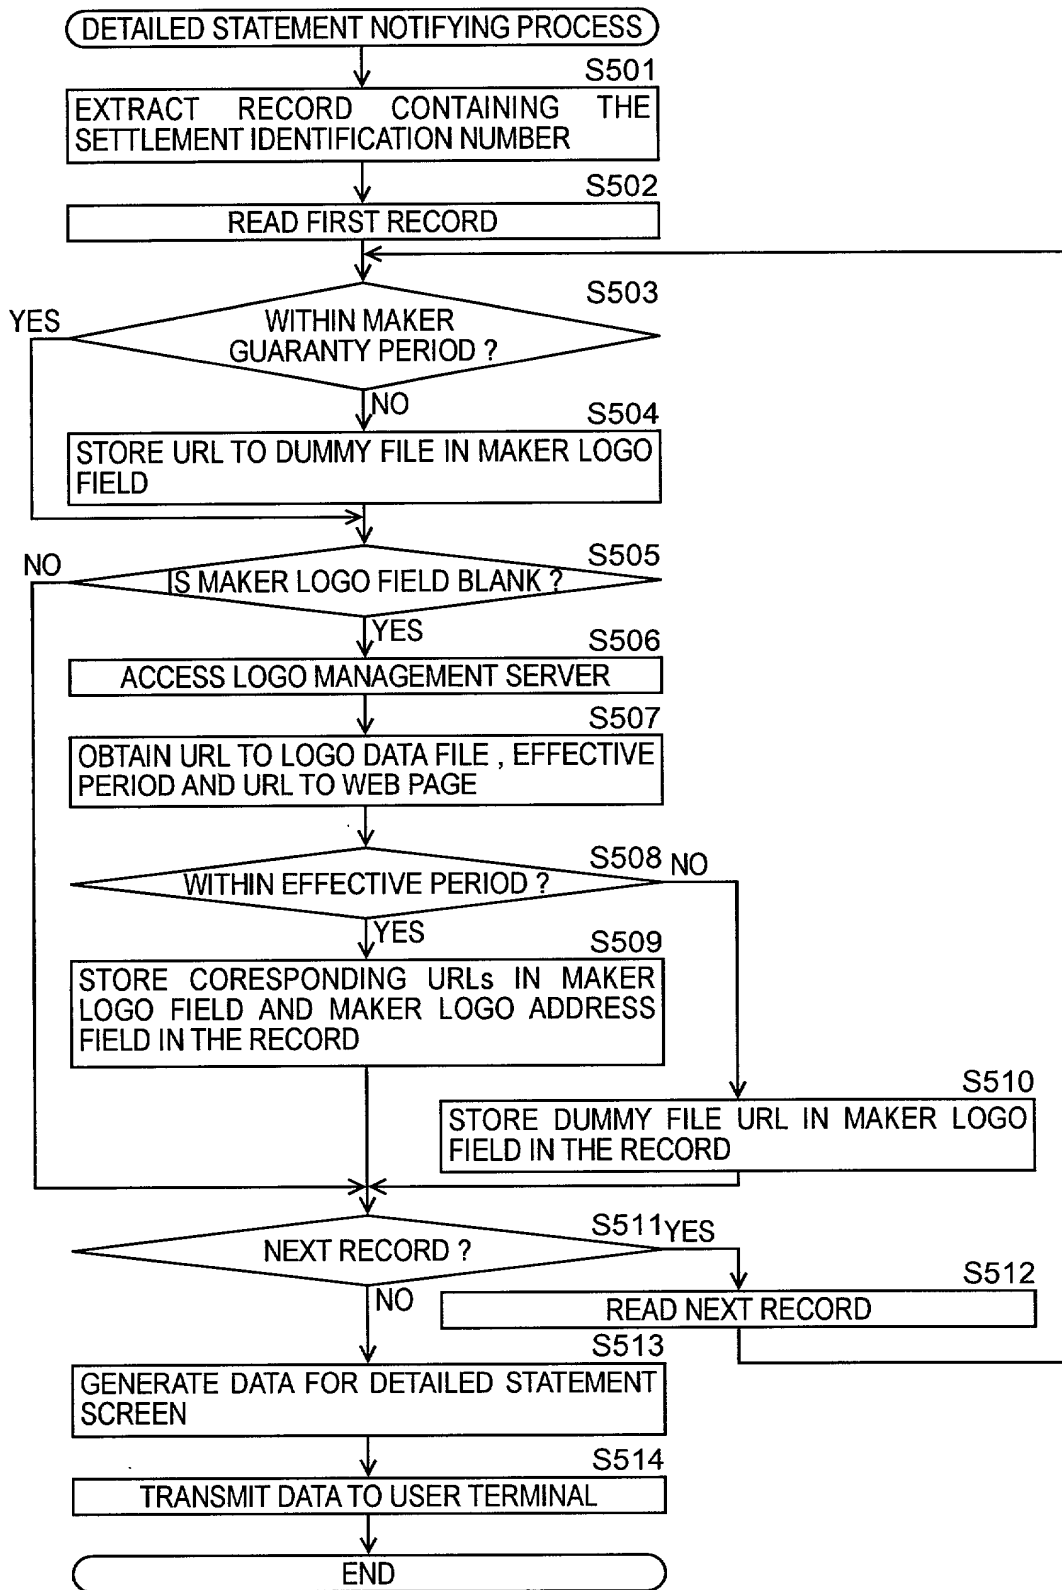 DETAILED STATEMENT NOTIFYING PROCESS
S501
EXTRACT RECORD CONTAINING THE
SETTLEMENT IDENTIFICATION NUMBER
S502
READ FIRST RECORD
S503
YES
WITHIN MAKER
GUARANTY PERIOD ?
NO
S504
STORE URL TO DUMMY FILE IN MAKER LOGO
FIELD
S505
NO
IS MAKER LOGO FIELD BLANK ?
YES
S506
ACCESS LOGO MANAGEMENT SERVER
S507
OBTAIN URL TO LOGO DATA FILE , EFFECTIVE
PERIOD AND URL TO WEB PAGE
S508
NO
WITHIN EFFECTIVE PERIOD ?
YES
S509
STORE CORESPONDING URLs IN MAKER
LOGO FIELD AND MAKER LOGO ADDRESS
FIELD IN THE RECORD
S510
STORE DUMMY FILE URL IN MAKER LOGO
FIELD IN THE RECORD
S511
YES
NEXT RECORD ?
NO
S512
READ NEXT RECORD
S513
GENERATE DATA FOR DETAILED STATEMENT
SCREEN
S514
TRANSMIT DATA TO USER TERMINAL
END